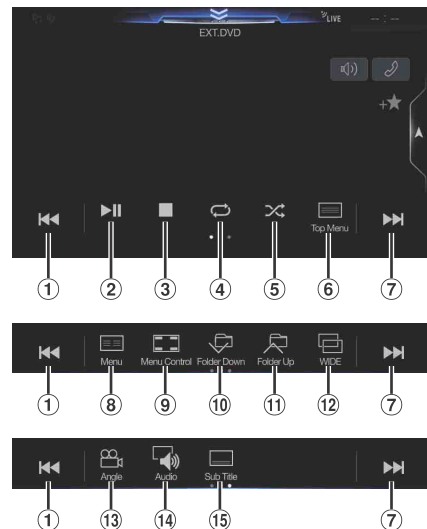 LIVE
-- : --
EXT.DVD
+★
Top Menu
① ② ③ ④ ⑤ ⑥ ⑦
Menu Menu Control Folder Down Folder Up WIDE
① ⑧ ⑨ ⑩ ⑪ ⑫ ⑦
Angle Audio Sub Title
① ⑬ ⑭ ⑮ ⑦